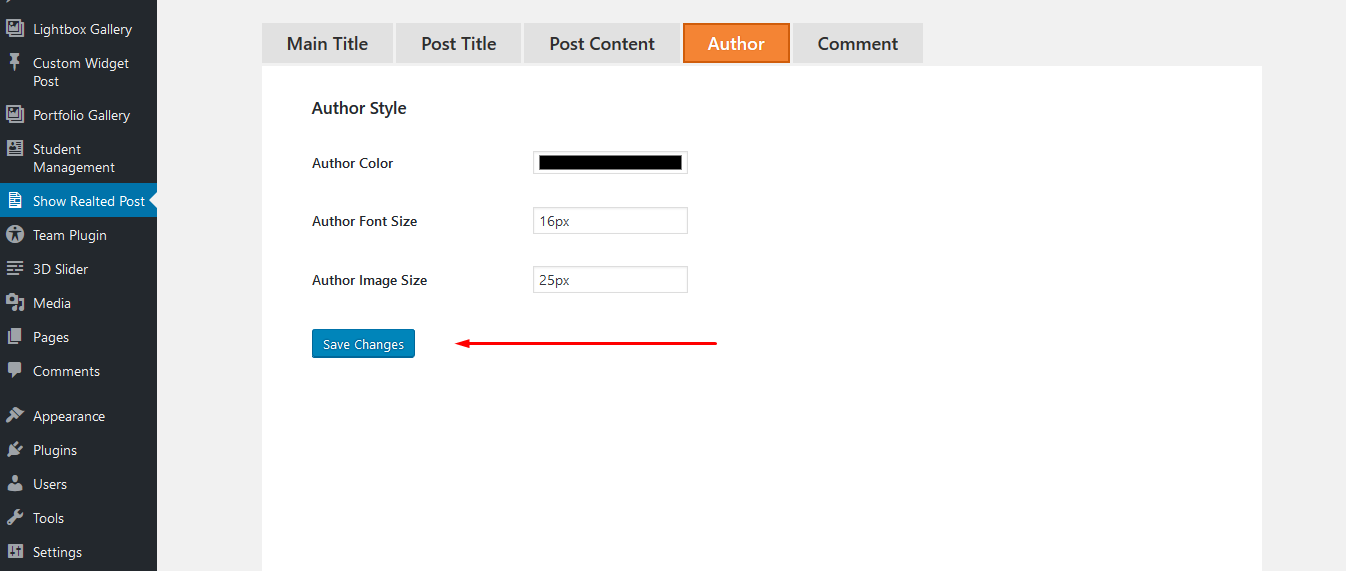 Lightbox Gallery
Custom Widget
Post
Portfolio Gallery
Student
Management
Show Realted Post
Team Plugin
3D Slider
Media
Pages
Comments
Appearance
Plugins
Users
Tools
Settings
Main Title
Post Title
Post Content
Author
Comment
Author Style
Author Color
Author Font Size
16px
Author Image Size
25px
Save Changes